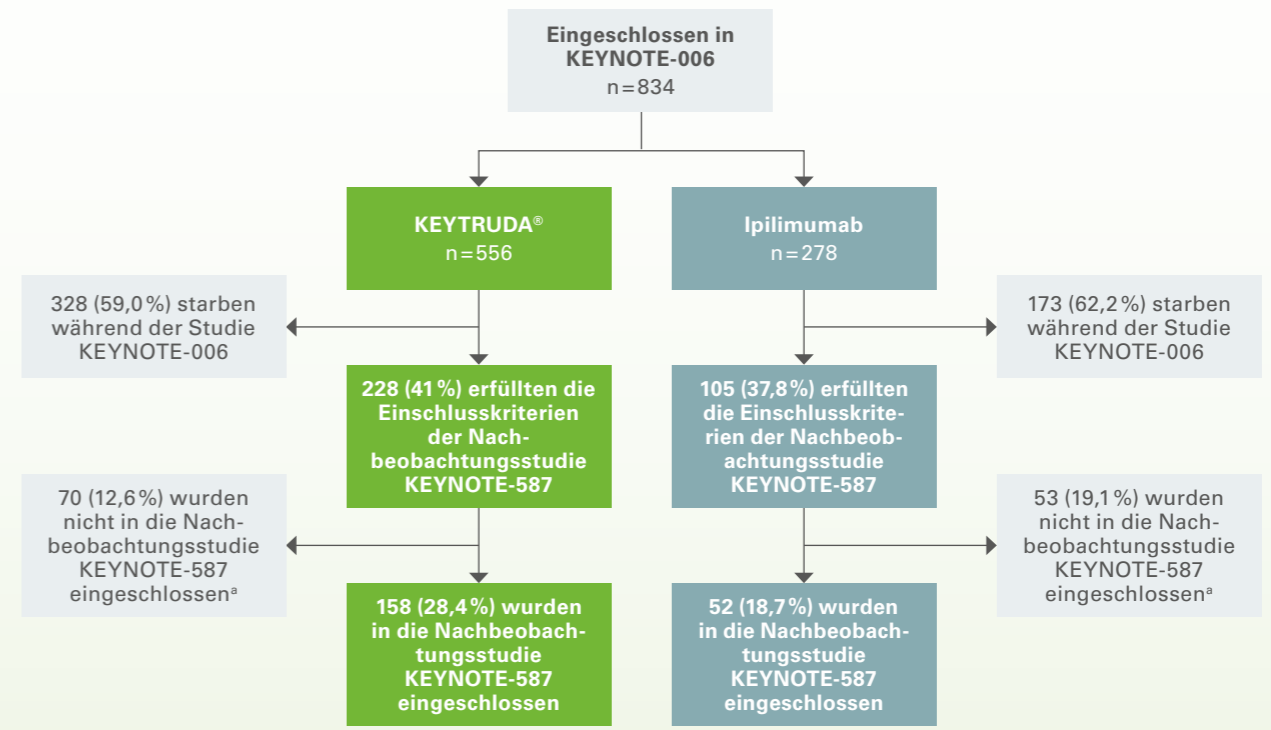 Eingeschlossen in
KEYNOTE-006
n=834
KEYTRUDA®
n=556
Ipilimumab
n=278
328 (59,0%) starben
während der Studie
KEYNOTE-006
173 (62,2%) starben
während der Studie
KEYNOTE-006
228 (41%) erfüllten die
Einschlusskriterien
der Nach-
beobachtungsstudie
KEYNOTE-587
105 (37,8%) erfüllten
die Einschlusskrite-
rien der Nachbeob-
achtungsstudie
KEYNOTE-587
70 (12,6%) wurden
nicht in die Nach-
beobachtungsstudie
KEYNOTE-587
eingeschlossenª
53 (19,1%) wurden
nicht in die Nach-
beobachtungsstudie
KEYNOTE-587
eingeschlossenª
158 (28,4%) wurden
in die Nachbeobach-
tungsstudie
KEYNOTE-587
eingeschlossen
52 (18,7%) wurden
in die Nachbeobach-
tungsstudie
KEYNOTE-587
eingeschlossen